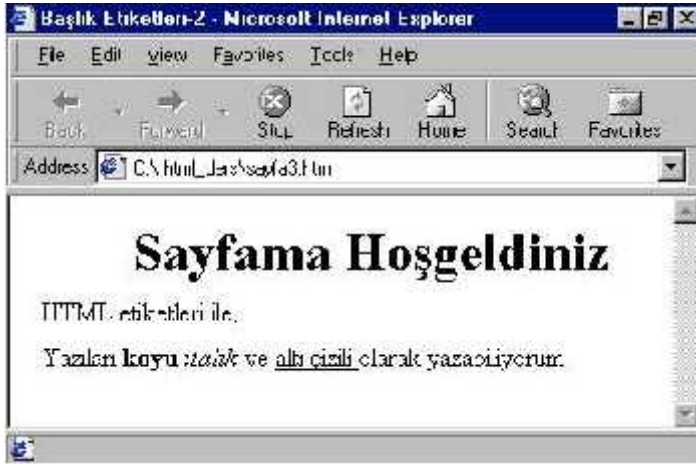 Başlık Etiketleri-2 - Microsoft Internet Explorer
File Edit View Favorites Tools Help
Back Forward Stop Refresh Home Search Favorites
Address C:\html_ders\sayfa3.htm
Sayfama Hoşgeldiniz
HTML etiketleri ile,
Yazıları koyu italik ve altı çizili olarak yazabiliyorum